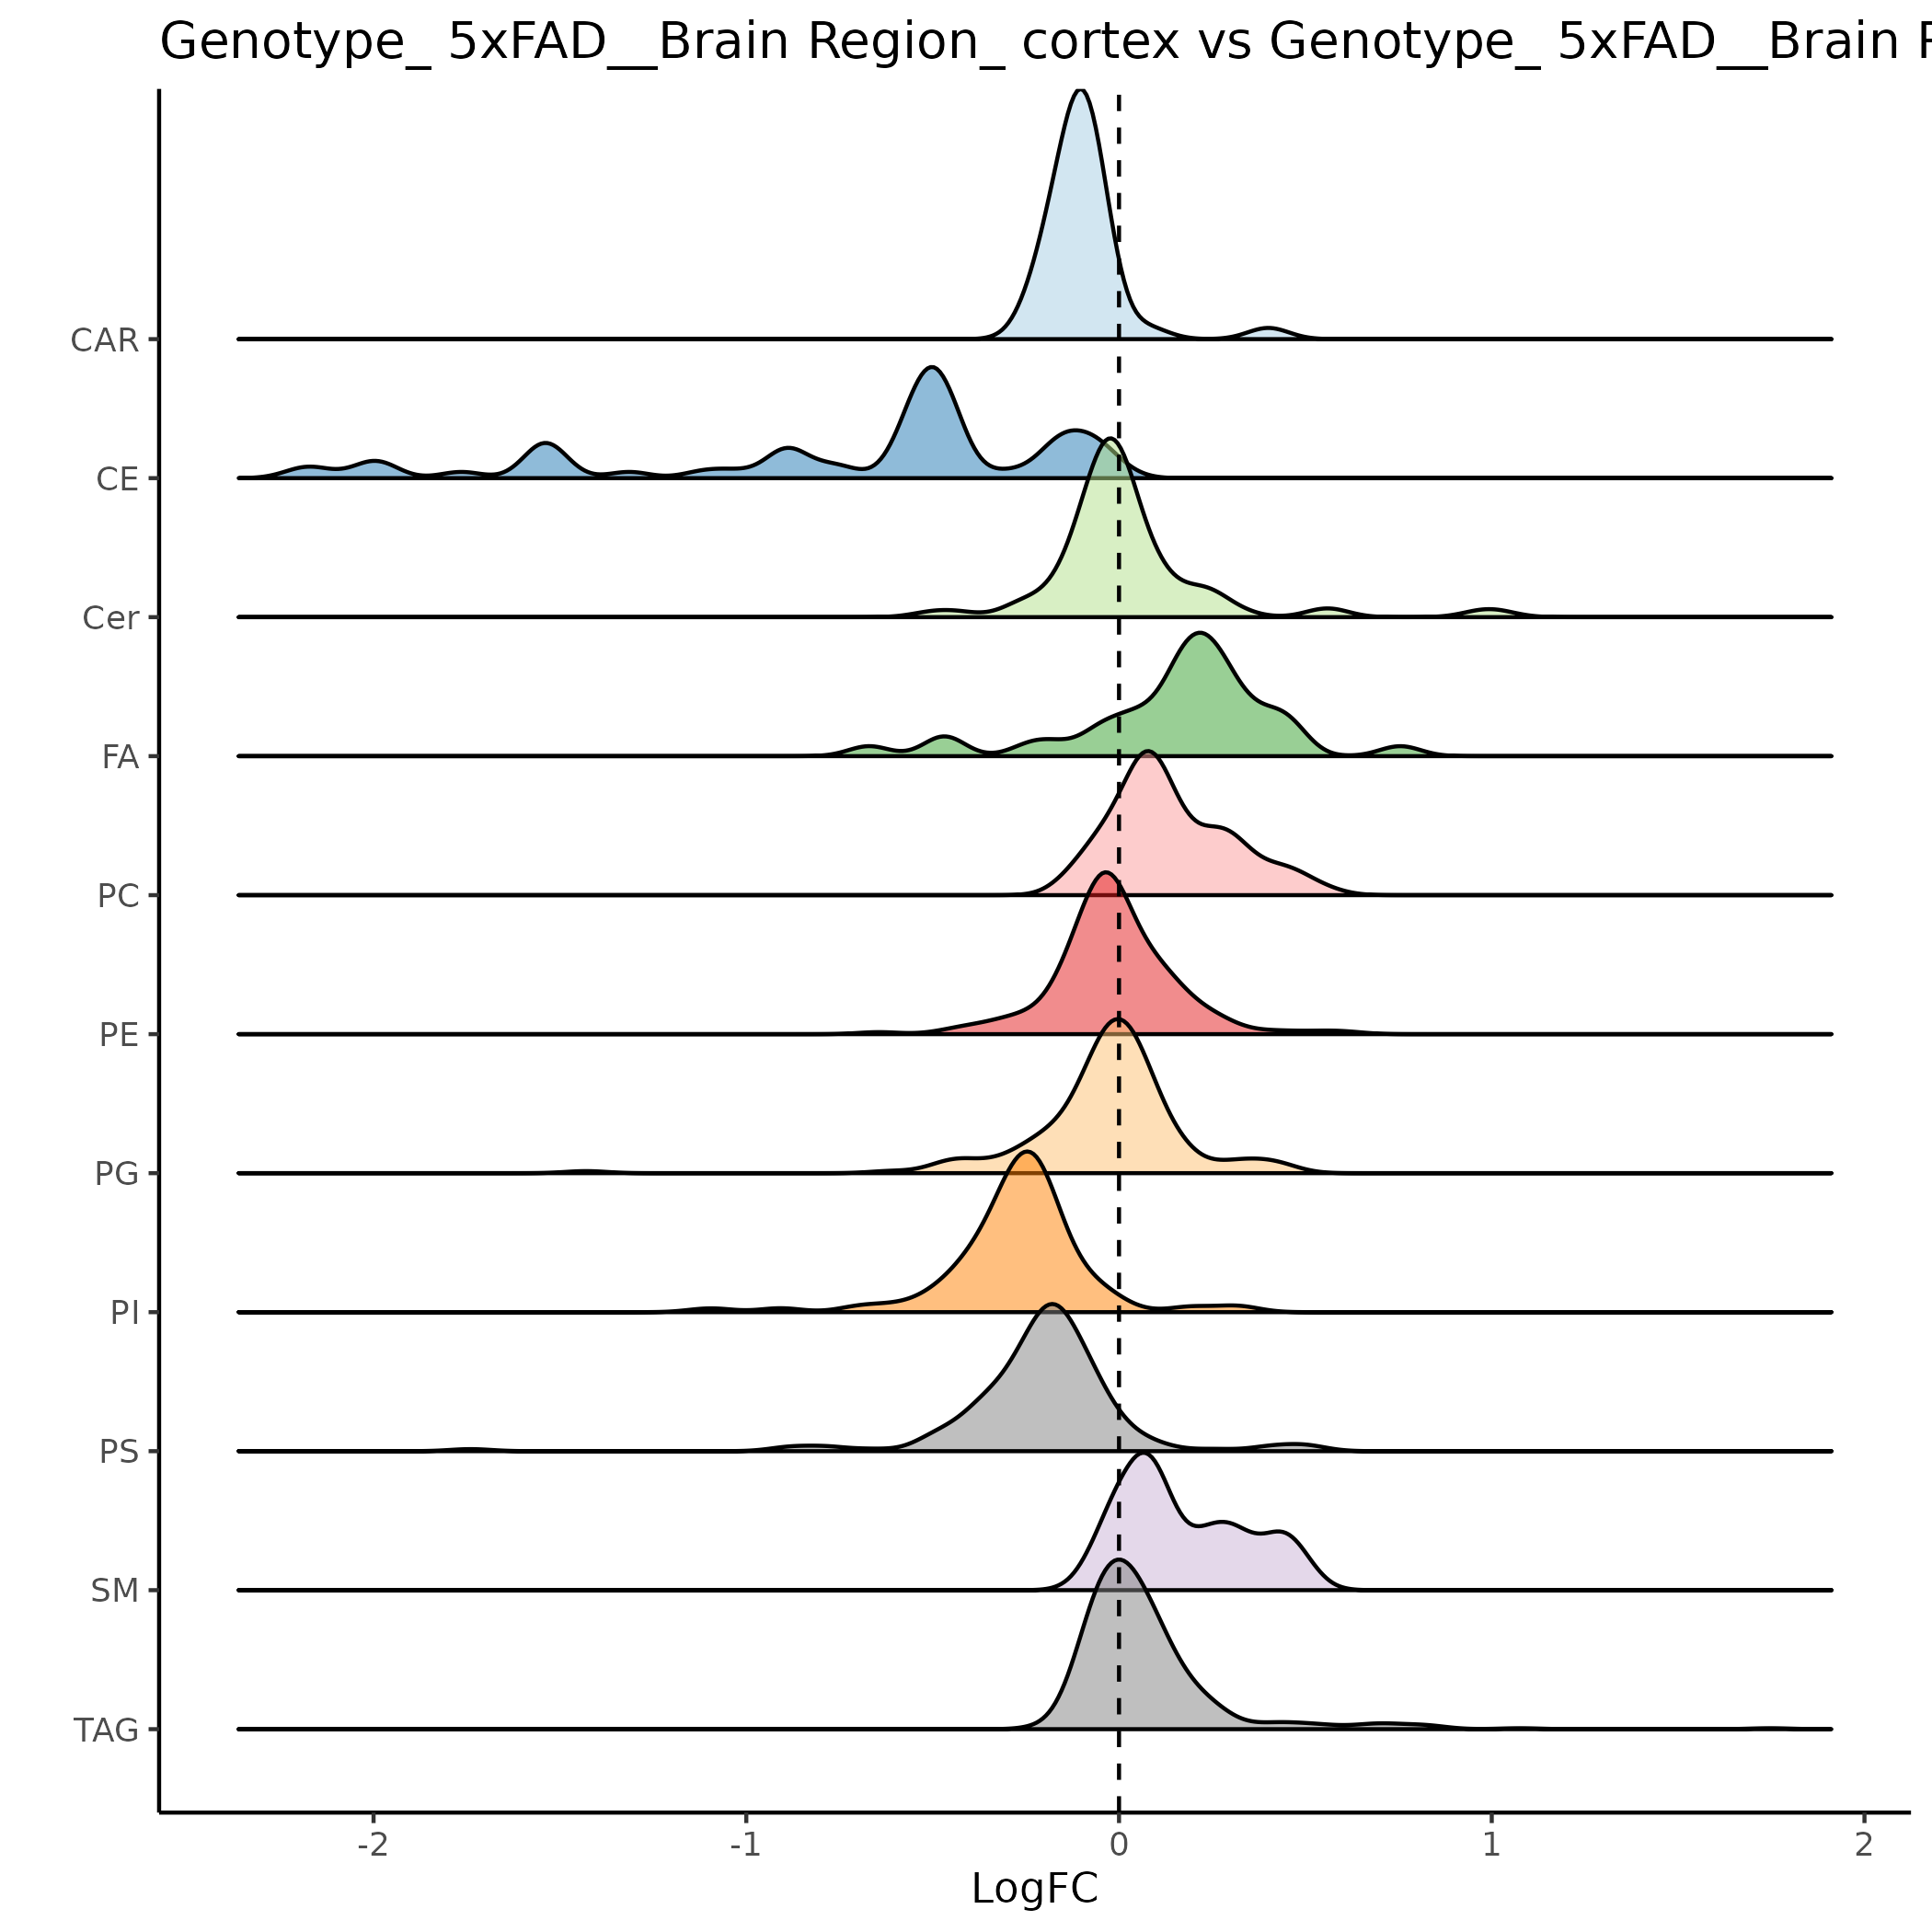 Genotype_ 5xFAD__Brain Region_ cortex vs Genotype_ 5xFAD__Brain
CAR
CE
Cer
FA
PC
PE
PG
PI
PS
SM
TAG
-2 -1 0 1 2
LogFC